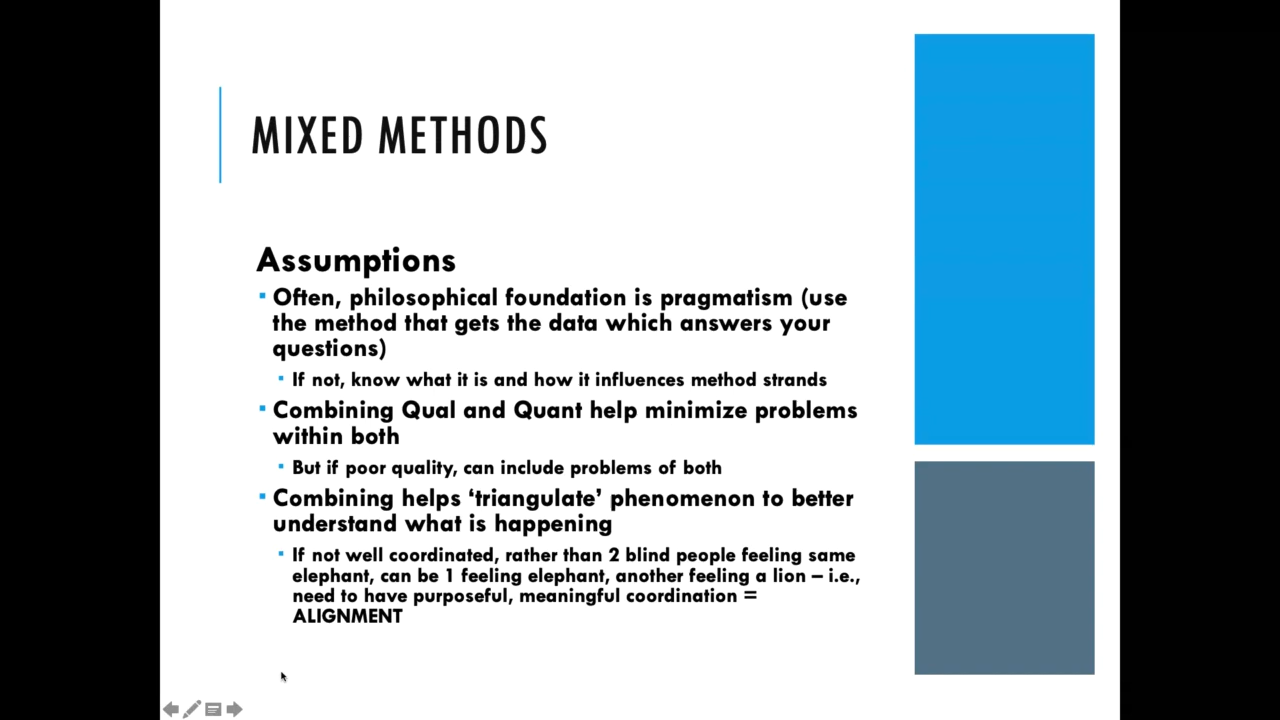 MIXED METHODS
Assumptions
▪ Often, philosophical foundation is pragmatism (use
the method that gets the data which answers your
questions)
▪ If not, know what it is and how it influences method strands
▪ Combining Qual and Quant help minimize problems
within both
▪ But if poor quality, can include problems of both
▪ Combining helps ‘triangulate’ phenomenon to better
understand what is happening
▪ If not well coordinated, rather than 2 blind people feeling same
elephant, can be 1 feeling elephant, another feeling a lion – i.e.,
need to have purposeful, meaningful coordination =
ALIGNMENT